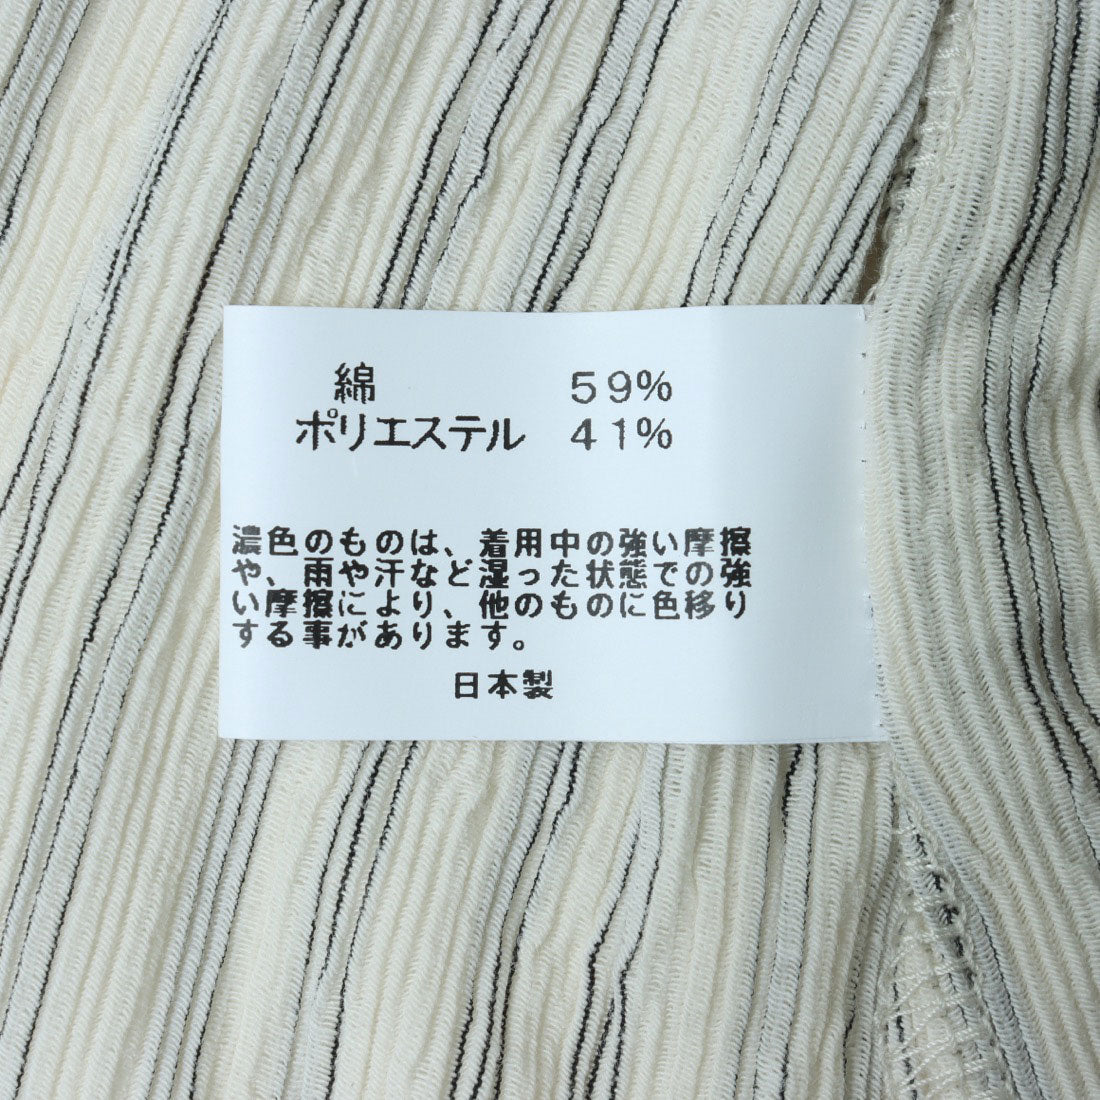 綿 59%
ポリエステル 41%
濃色のものは、着用中の強い摩擦
や、雨や汗など湿った状態での強
い摩擦により、他のものに色移り
する事があります。
日本製